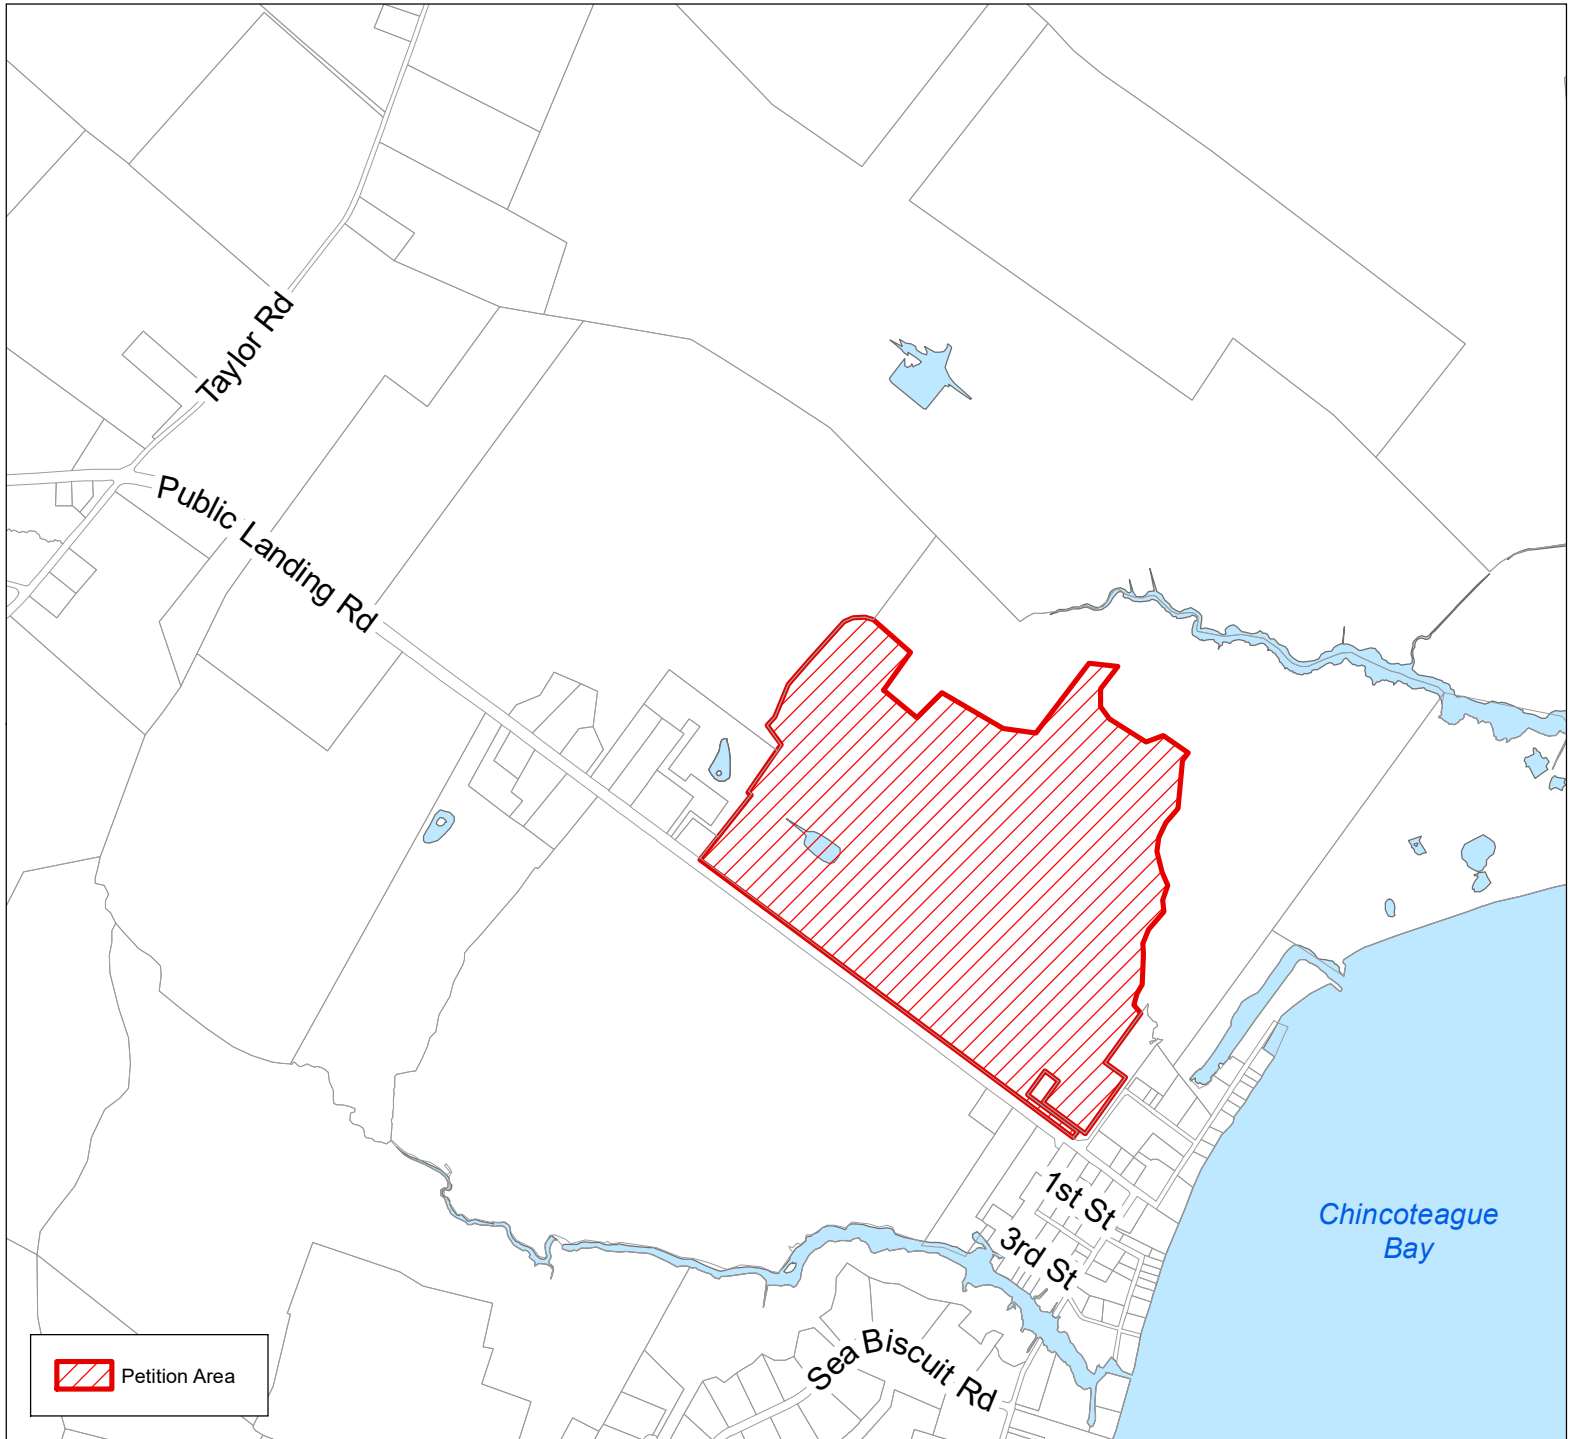 Taylor Rd
Public Landing Rd
1st St
3rd St
Chincoteague
Bay
Sea Biscuit Rd
Petition Area